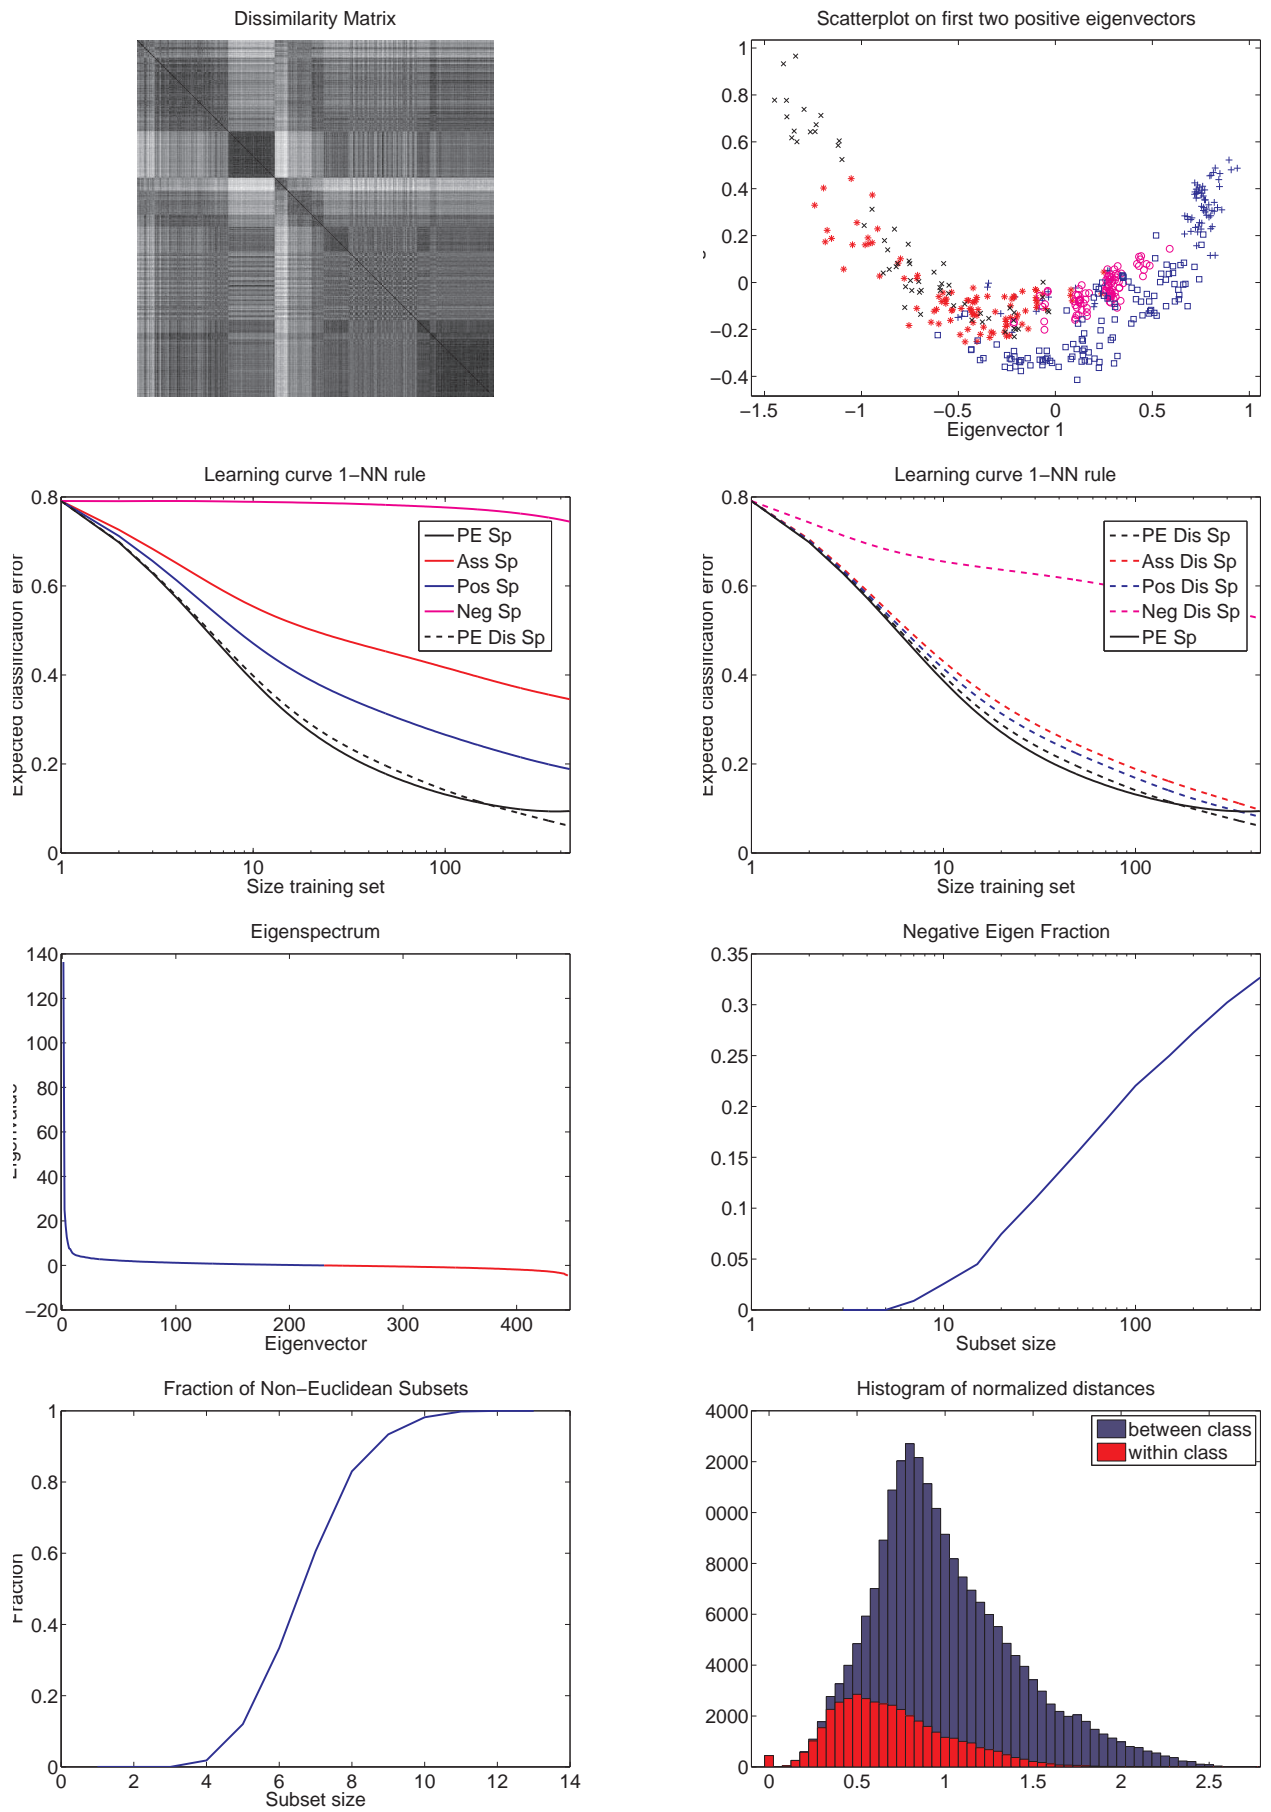 Dissimilarity Matrix
Scatterplot on first two positive eigenvectors
1
0.8
0.6
0.4
0.2
0
−0.2
−0.4
−1.5 −1 −0.5 0 0.5 1
Eigenvector 1
Learning curve 1−NN rule
Expected classification error
0.8
0.6
0.4
0.2
0
1 10 100
Size training set
PE Sp
Ass Sp
Pos Sp
Neg Sp
PE Dis Sp
Learning curve 1−NN rule
Expected classification error
0.8
0.6
0.4
0.2
0
1 10 100
Size training set
PE Dis Sp
Ass Dis Sp
Pos Dis Sp
Neg Dis Sp
PE Sp
Eigenspectrum
Eigenvalue
140
120
100
80
60
40
20
0
−20
0 100 200 300 400
Eigenvector
Negative Eigen Fraction
0.35
0.3
0.25
0.2
0.15
0.1
0.05
0
1 10 100
Subset size
Fraction of Non−Euclidean Subsets
Fraction
1
0.8
0.6
0.4
0.2
0
0 2 4 6 8 10 12 14
Subset size
Histogram of normalized distances
4000
2000
0000
8000
6000
4000
2000
0
0 0.5 1 1.5 2 2.5
between class
within class